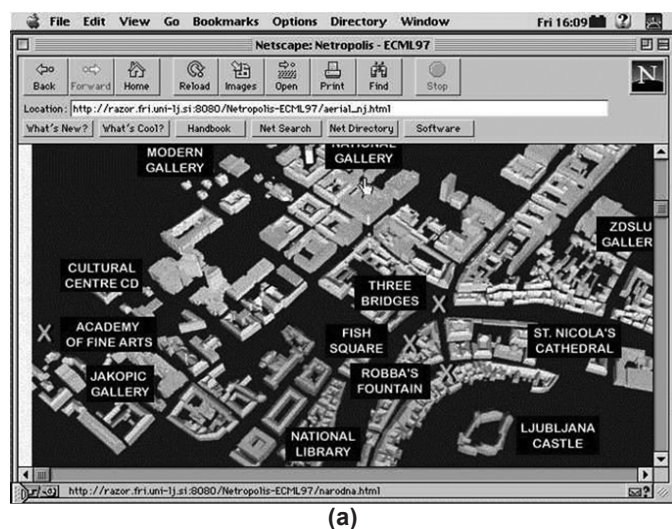 File Edit View Go Bookmarks Options Directory Window Fri 16:09
Netscape: Netropolis - ECML97
Back Forward Home Reload Images Open Print Find Stop
N
Location: http://razor.fri.uni-lj.si:8080/Netropolis-ECML97/aerial_nj.html
What's New? What's Cool? Handbook Net Search Net Directory Software
MODERN
GALLERY
NATIONAL
GALLERY
ZDSLU
GALLER
CULTURAL
CENTRE CD
THREE
BRIDGES
ACADEMY
OF FINE ARTS
FISH
SQUARE
ST. NICOLA'S
CATHEDRAL
JAKOPIC
GALLERY
ROBBA'S
FOUNTAIN
NATIONAL
LIBRARY
LJUBLJANA
CASTLE
http://razor.fri.uni-lj.si:8080/Netropolis-ECML97/narodna.html
(a)